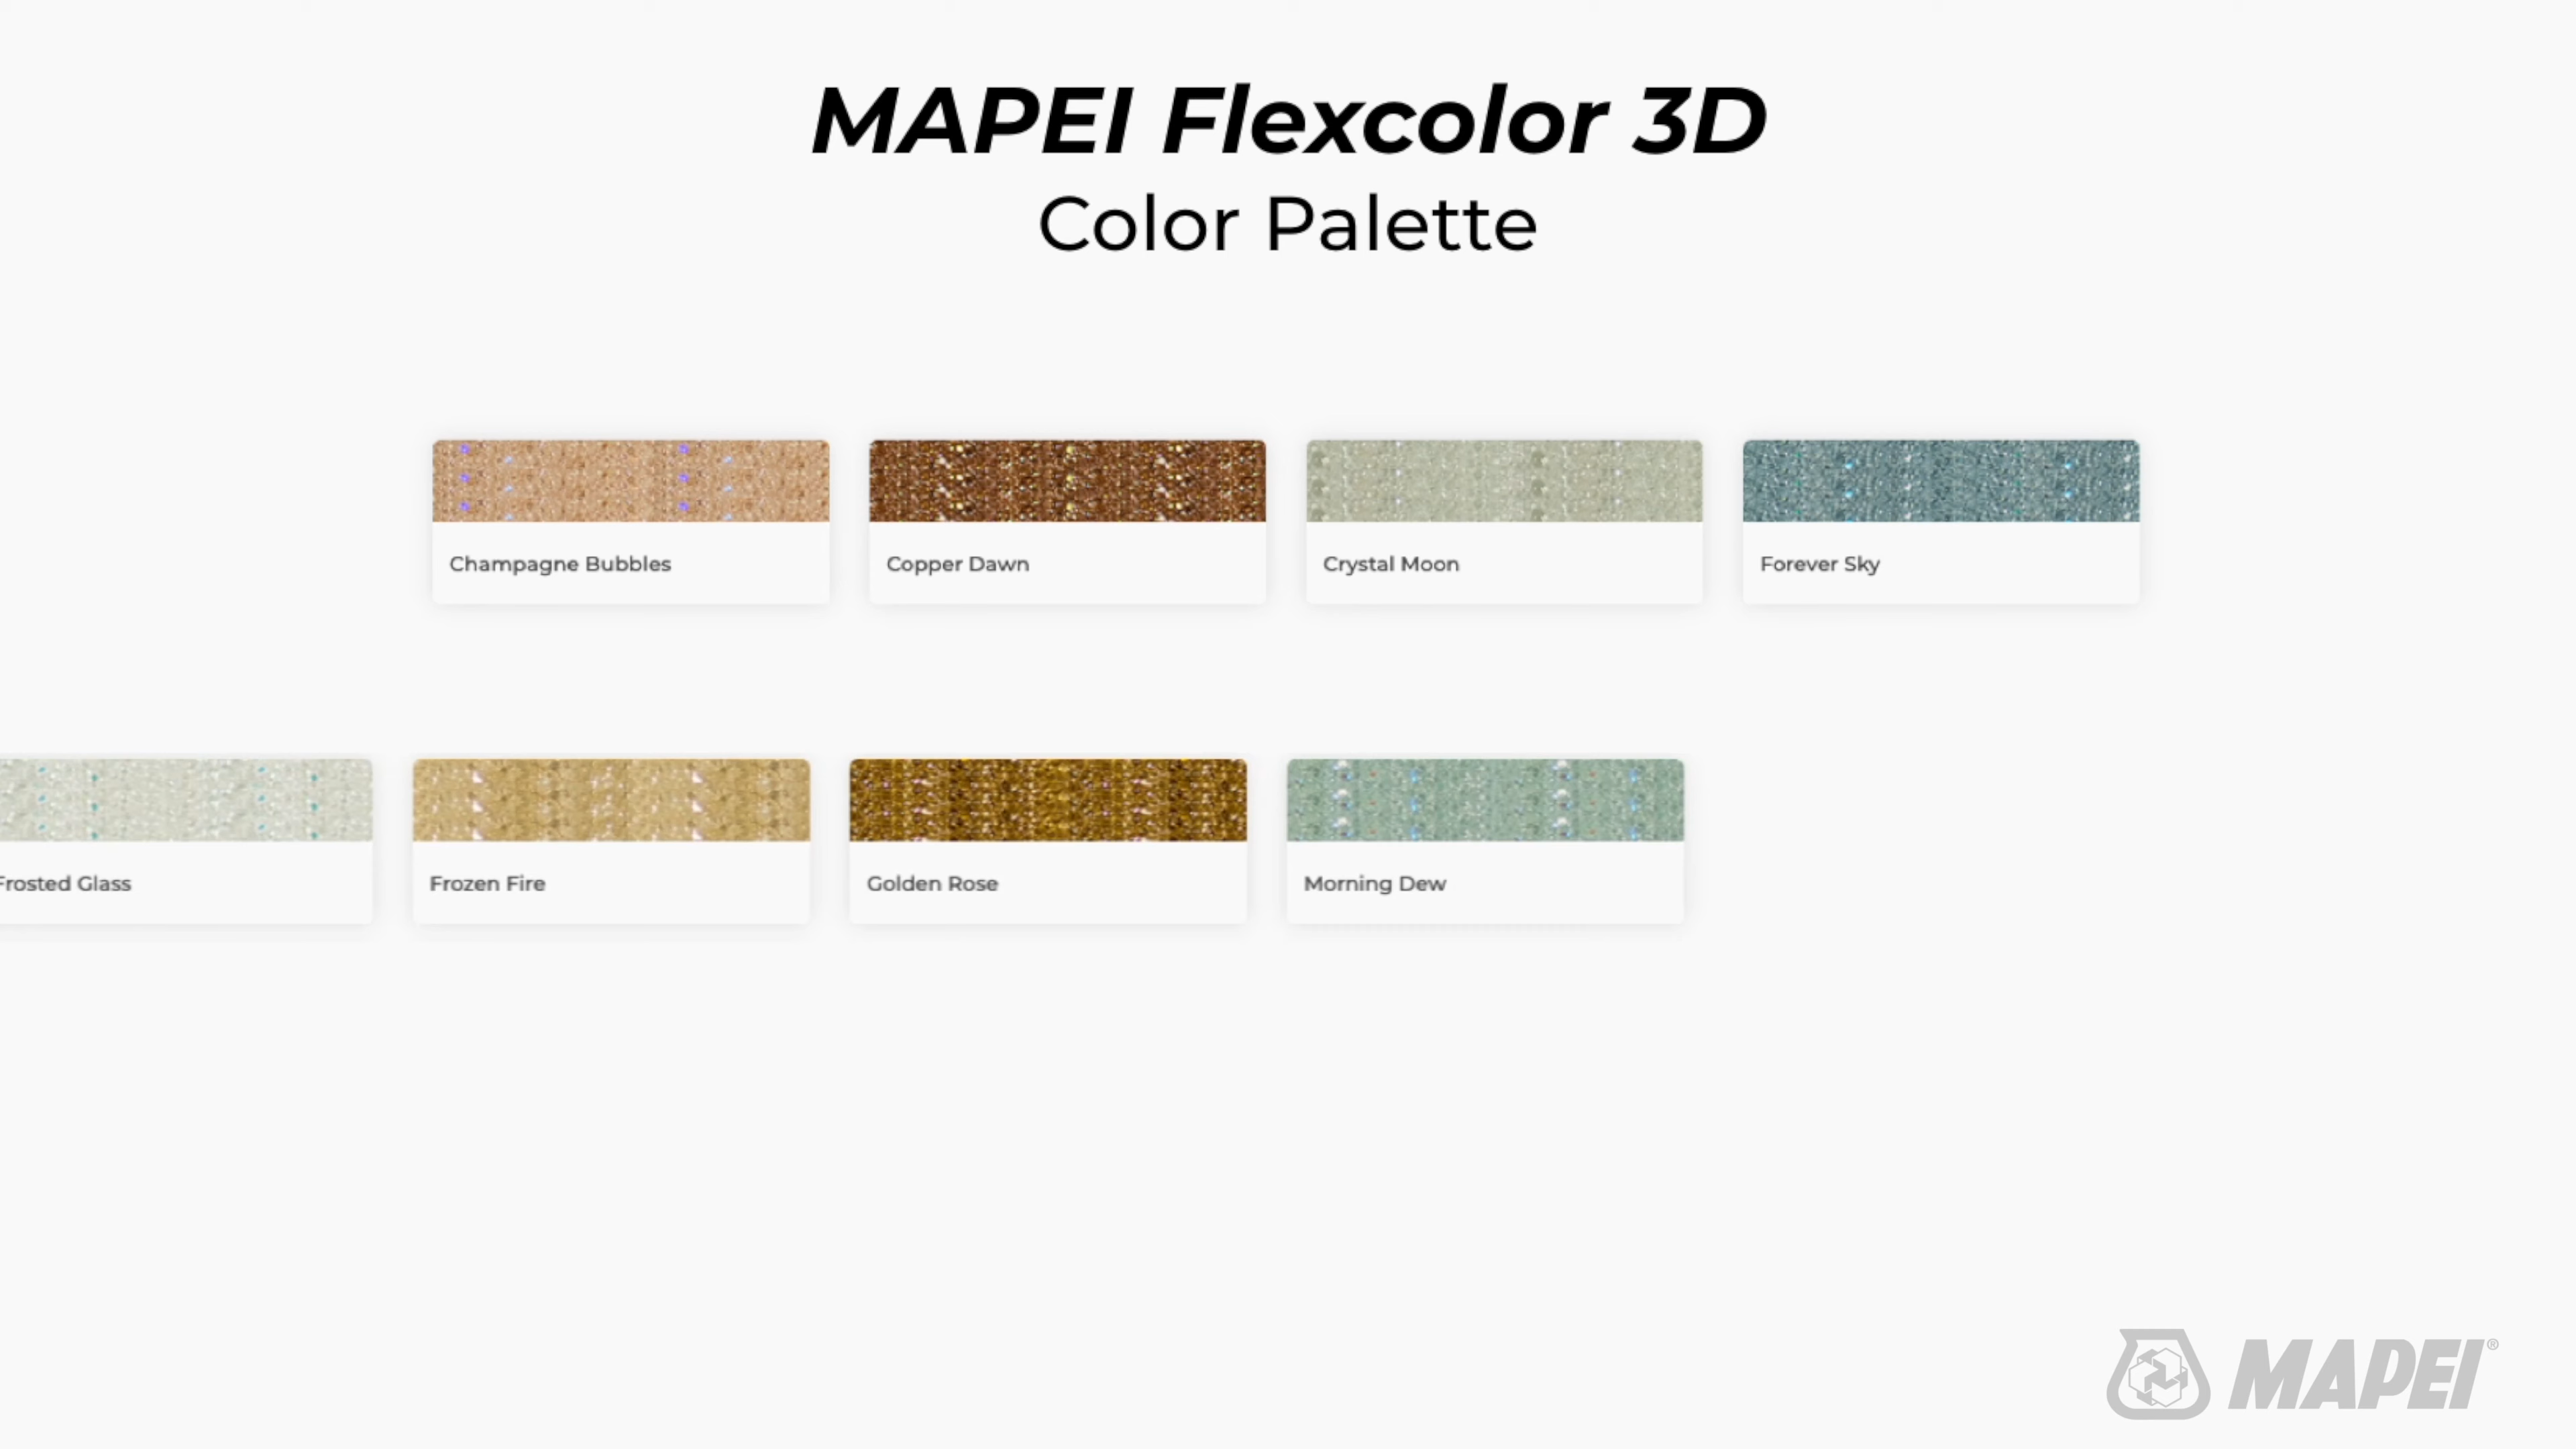 MAPEI Flexcolor 3D
Color Palette
Champagne Bubbles
Copper Dawn
Crystal Moon
Forever Sky
Frosted Glass
Frozen Fire
Golden Rose
Morning Dew
MAPEI®